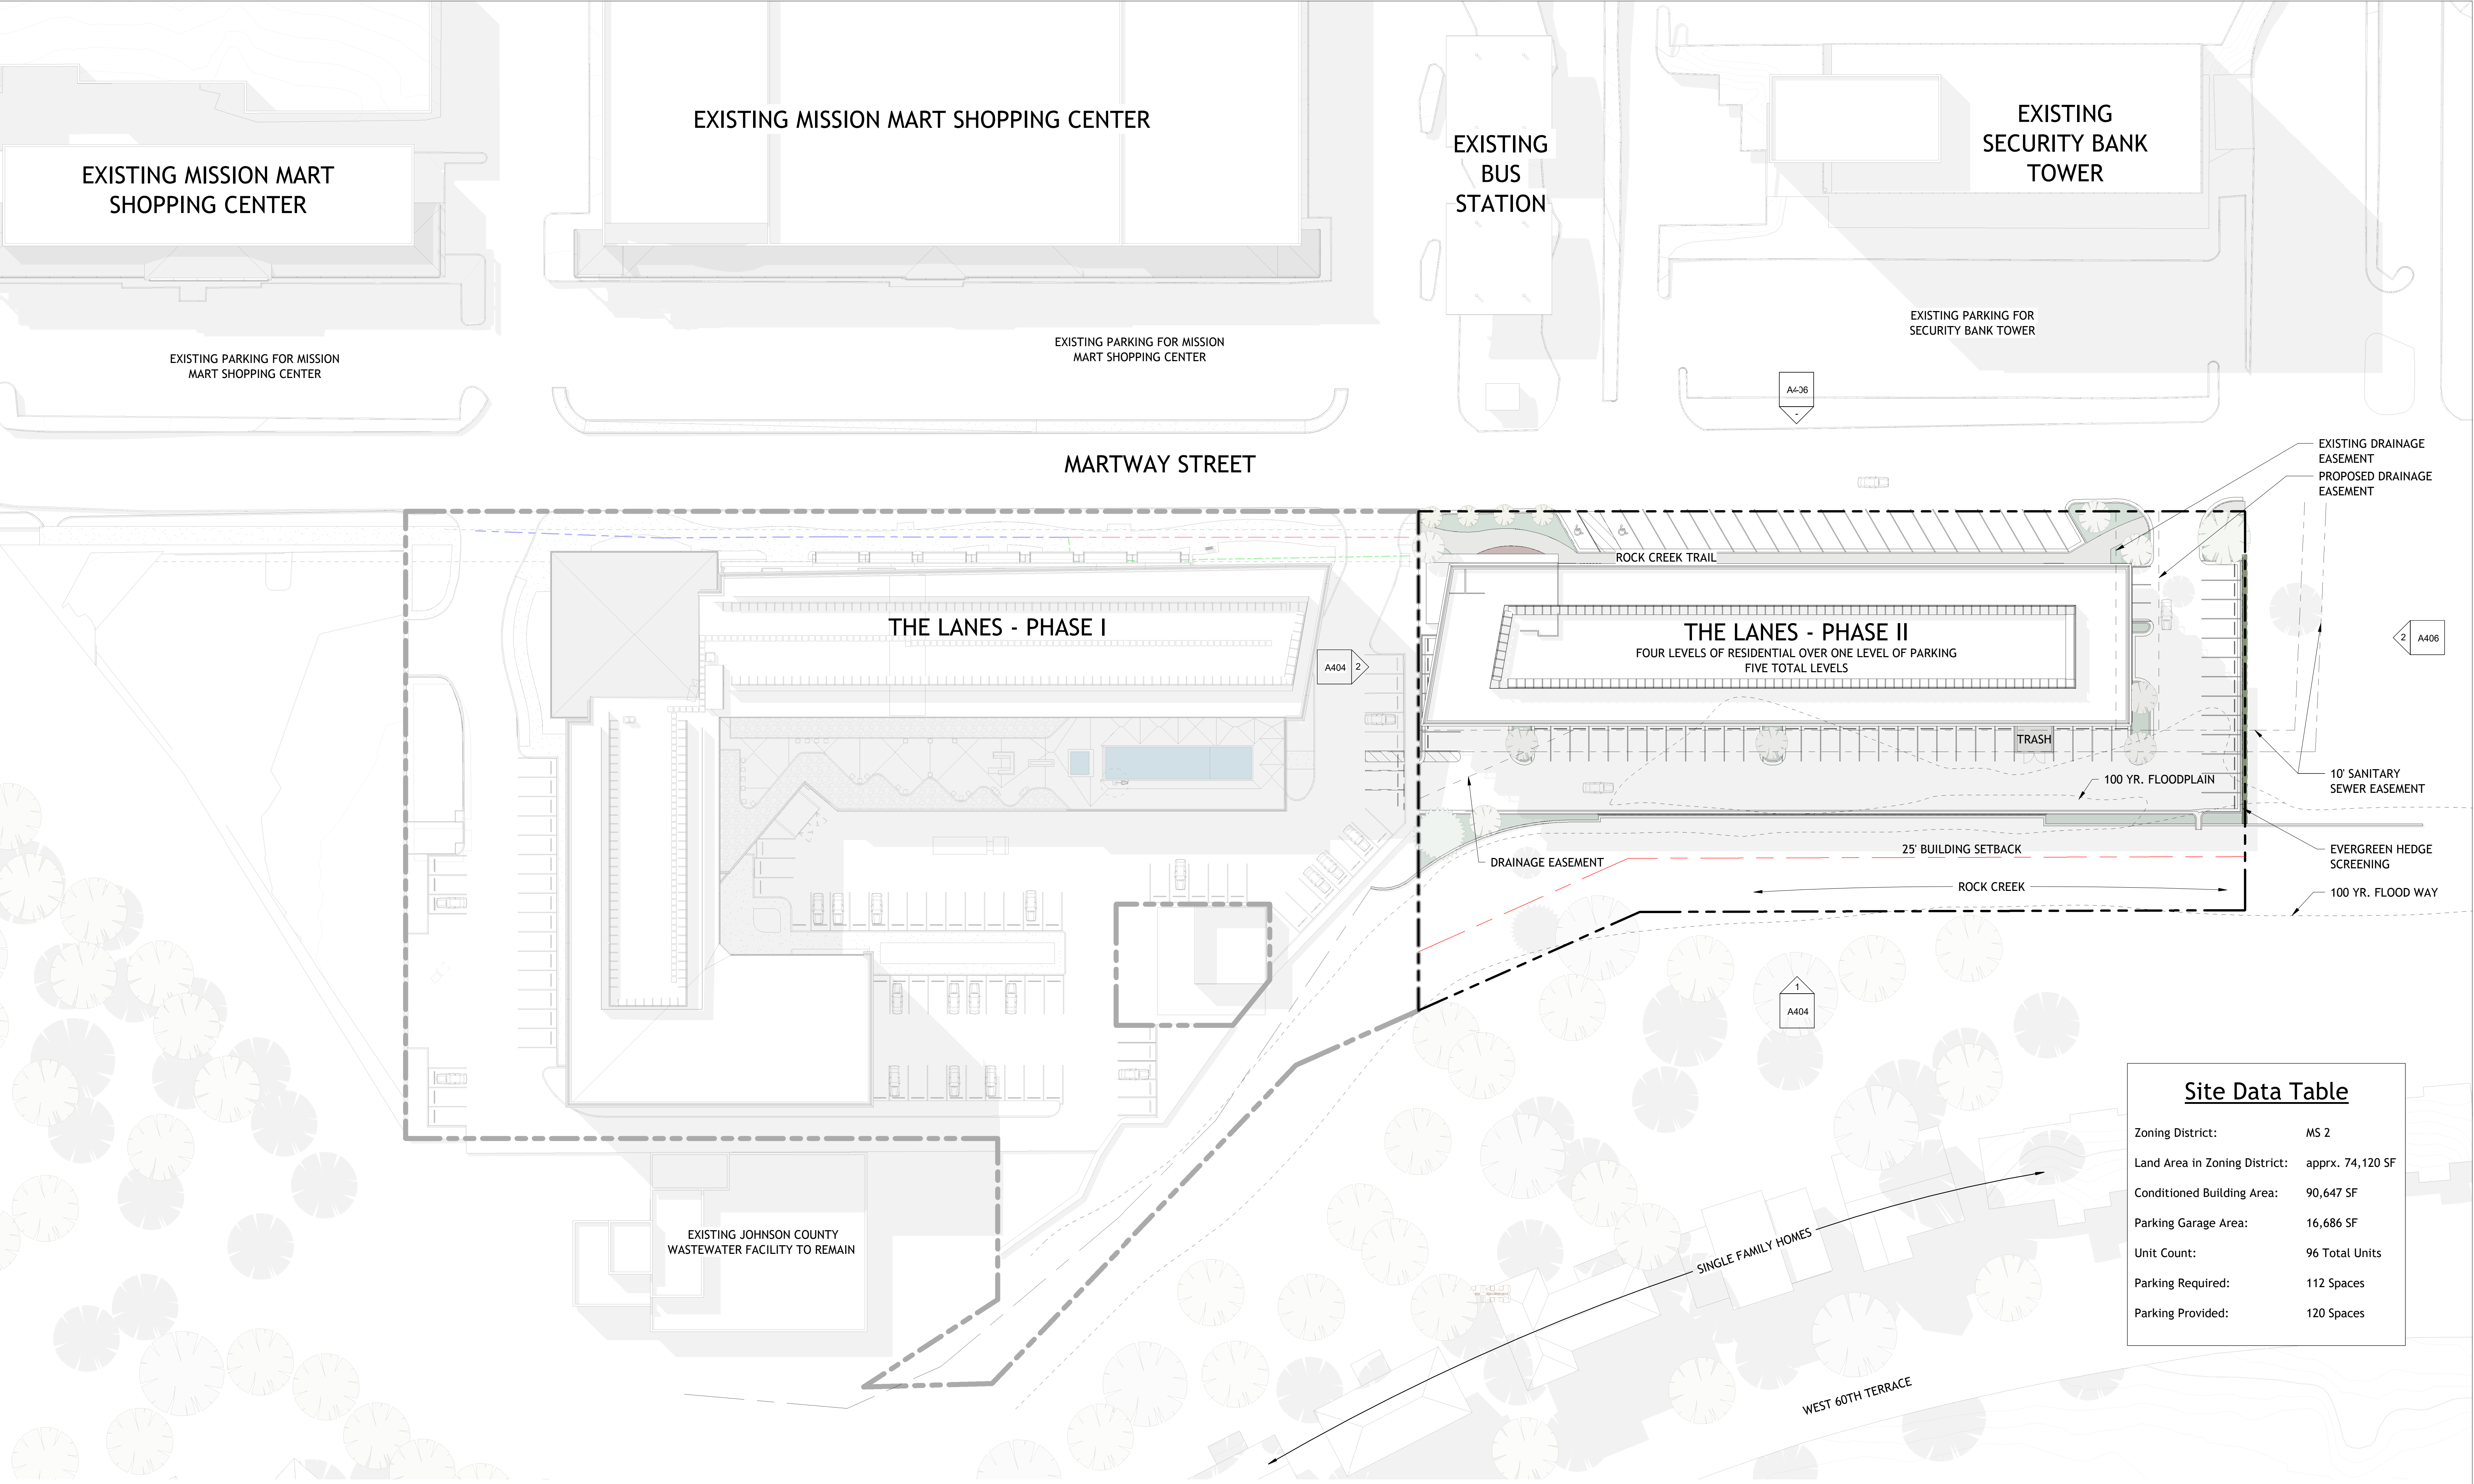 EXISTING MISSION MART SHOPPING CENTER
EXISTING MISSION MART
SHOPPING CENTER
EXISTING
BUS
STATION
EXISTING
SECURITY BANK
TOWER
EXISTING PARKING FOR MISSION
MART SHOPPING CENTER
EXISTING PARKING FOR MISSION
MART SHOPPING CENTER
EXISTING PARKING FOR
SECURITY BANK TOWER
A406
-
MARTWAY STREET
EXISTING DRAINAGE
EASEMENT
PROPOSED DRAINAGE
EASEMENT
ROCK CREEK TRAIL
THE LANES - PHASE I
THE LANES - PHASE II
FOUR LEVELS OF RESIDENTIAL OVER ONE LEVEL OF PARKING
FIVE TOTAL LEVELS
2 A406
A404 2
TRASH
100 YR. FLOODPLAIN
10' SANITARY
SEWER EASEMENT
DRAINAGE EASEMENT
25' BUILDING SETBACK
EVERGREEN HEDGE
SCREENING
ROCK CREEK
100 YR. FLOOD WAY
1
A404
EXISTING JOHNSON COUNTY
WASTEWATER FACILITY TO REMAIN
SINGLE FAMILY HOMES
WEST 60TH TERRACE
Site Data Table
Zoning District: MS 2
Land Area in Zoning District: apprx. 74,120 SF
Conditioned Building Area: 90,647 SF
Parking Garage Area: 16,686 SF
Unit Count: 96 Total Units
Parking Required: 112 Spaces
Parking Provided: 120 Spaces